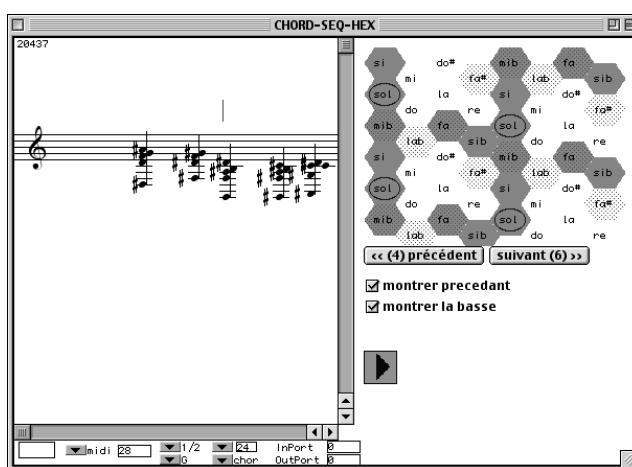 CHORD-SEQ-HEX
20437
si do# mib fa
mi fa# lab sib
sol la si do#
do re mi fa#
mib fa sol la
lab sib do re
si do# mib fa
mi fa# lab sib
sol la si do#
do re mi fa#
mib fa sol la
lab sib do re
<< (4) précédent suivant (6) >>
montrer precedant
montrer la basse
midi 28 1/2 24 InPort 0
G chor OutPort 0